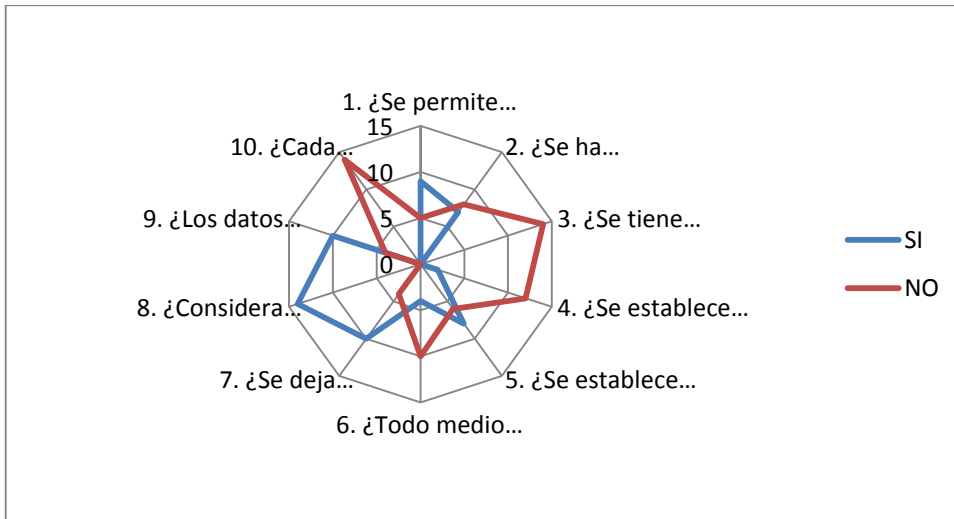 1. ¿Se permite...
15
10. ¿Cada...
2. ¿Se ha...
10
9. ¿Los datos...
5
3. ¿Se tiene...
SI
0
NO
8. ¿Considera...
4. ¿Se establece...
7. ¿Se deja...
5. ¿Se establece...
6. ¿Todo medio...